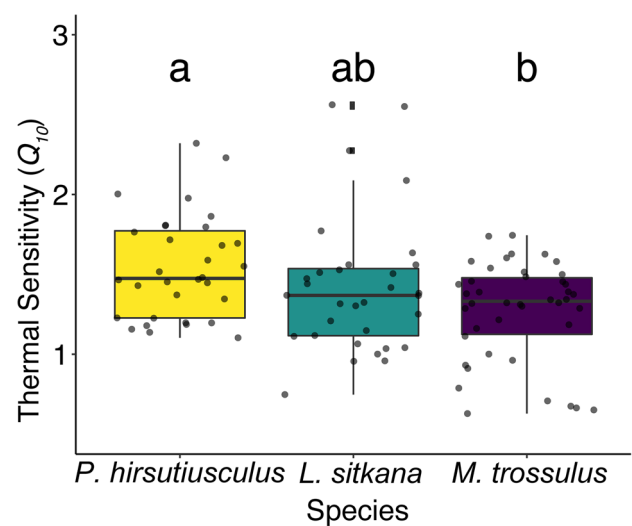 3
a
ab
b
2
1
Thermal Sensitivity (Q10)
P. hirsutiusculus L. sitkana M. trossulus
Species